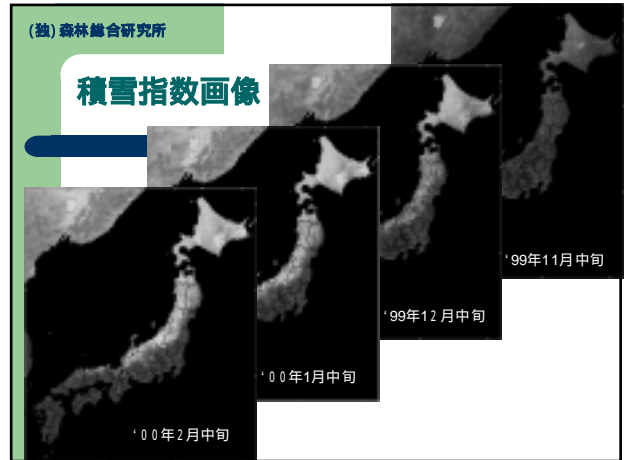 (独)森林総合研究所
積雪指数画像
‘99年11月中旬
‘99年12月中旬
‘00年1月中旬
‘00年2月中旬